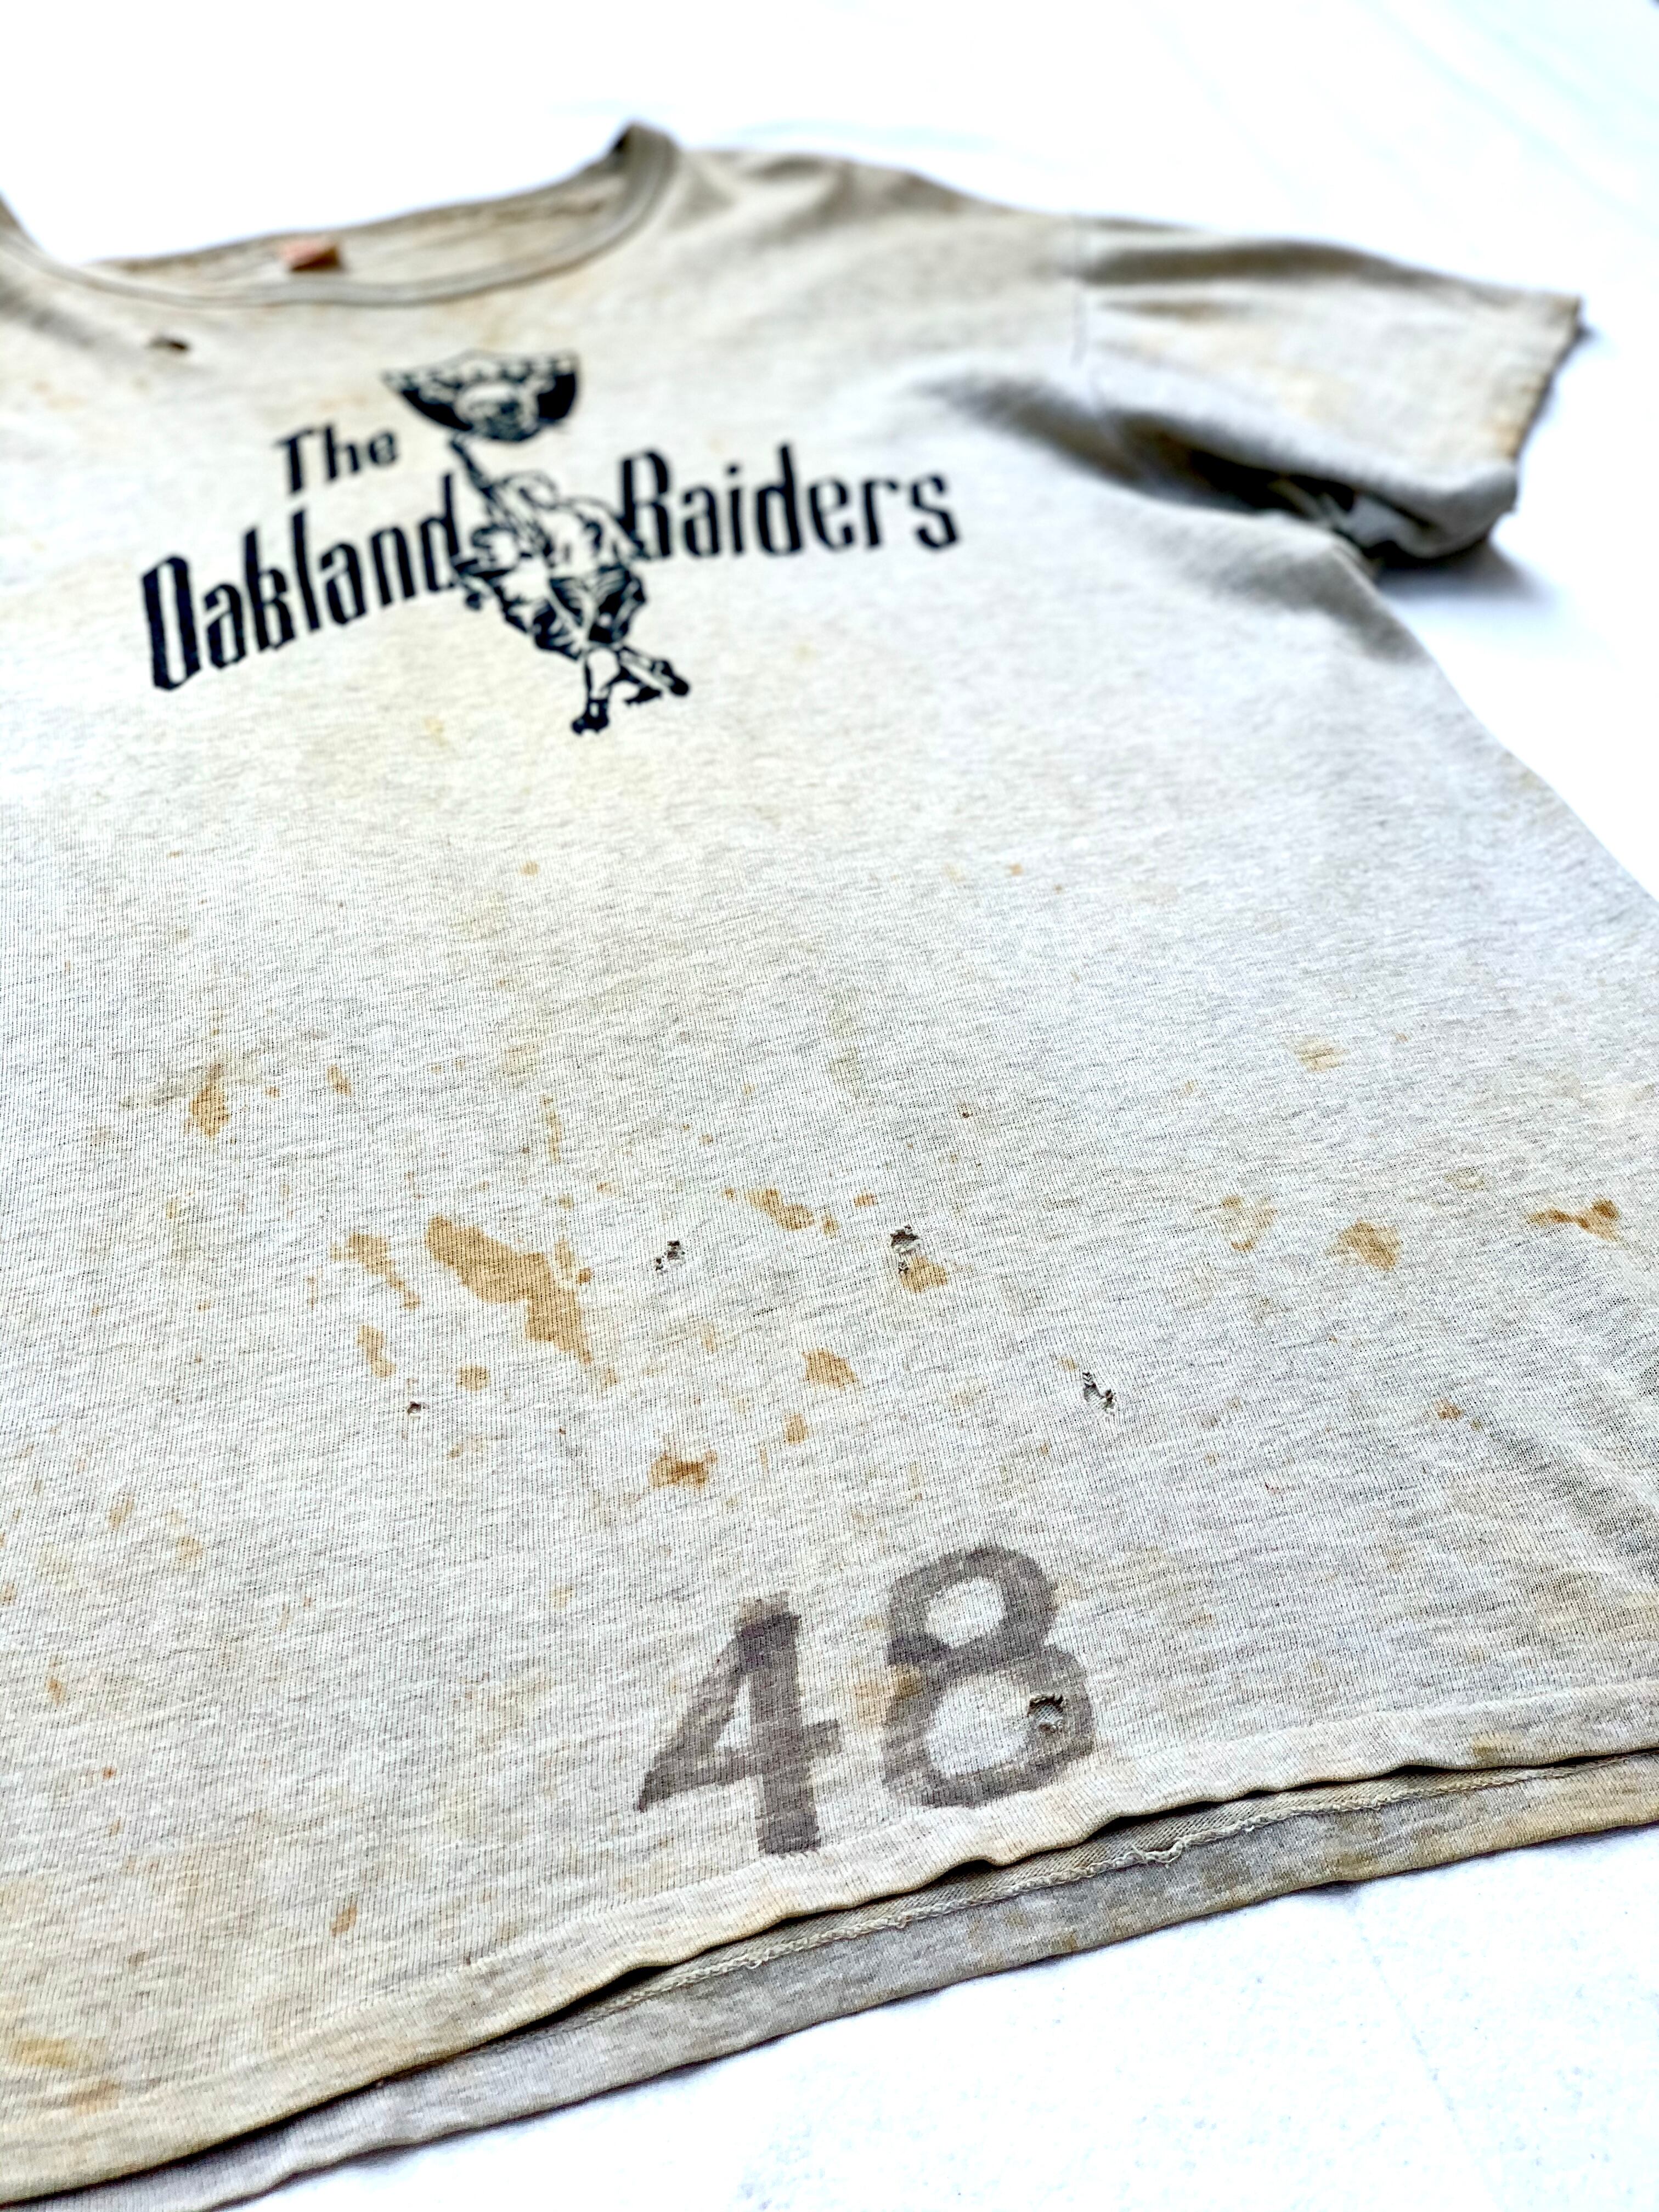 The
Oakland Raiders
48